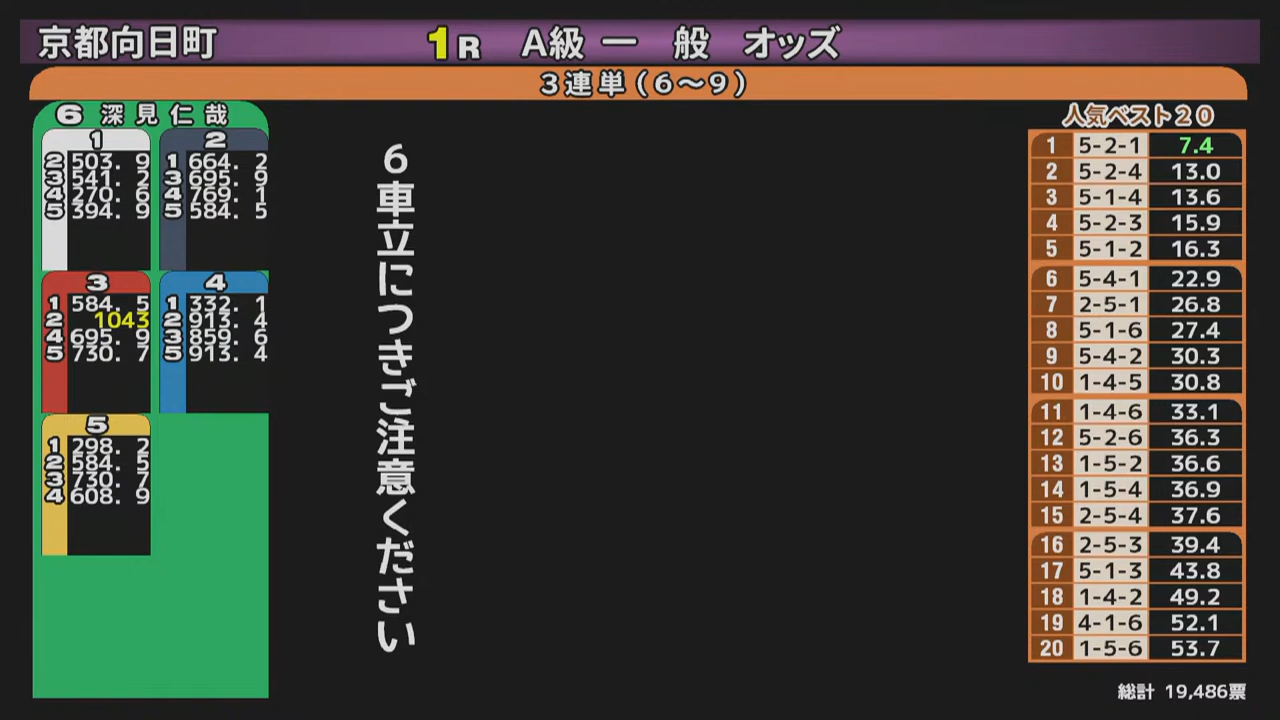 京都向日町 1R A級 一 般 オッズ
3連単(6〜9)
6 深見仁哉
1
2 503. 9
3 541. 2
4 270. 6
5 394. 9
2
1 664. 2
3 695. 9
4 769. 1
5 584. 5
3
1 584. 5
2 1043
4 695. 9
5 730. 7
4
1 332. 1
2 913. 4
3 859. 6
5 913. 4
5
1 298. 2
2 584. 5
3 730. 7
4 608. 9
6車立につきご注意ください
人気ベスト20
1 5-2-1 7.4
2 5-2-4 13.0
3 5-1-4 13.6
4 5-2-3 15.9
5 5-1-2 16.3
6 5-4-1 22.9
7 2-5-1 26.8
8 5-1-6 27.4
9 5-4-2 30.3
10 1-4-5 30.8
11 1-4-6 33.1
12 5-2-6 36.3
13 1-5-2 36.6
14 1-5-4 36.9
15 2-5-4 37.6
16 2-5-3 39.4
17 5-1-3 43.8
18 1-4-2 49.2
19 4-1-6 52.1
20 1-5-6 53.7
総計 19,486票